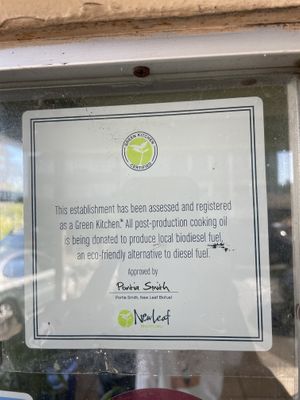 GREEN KITCHEN
CERTIFIED
This establishment has been assessed and registered
as a Green Kitchen.® All post-production cooking oil
is being donated to produce local biodiesel fuel,
an eco-friendly alternative to diesel fuel.
Approved by
Portia Smith
Portia Smith, New Leaf Biofuel
New Leaf